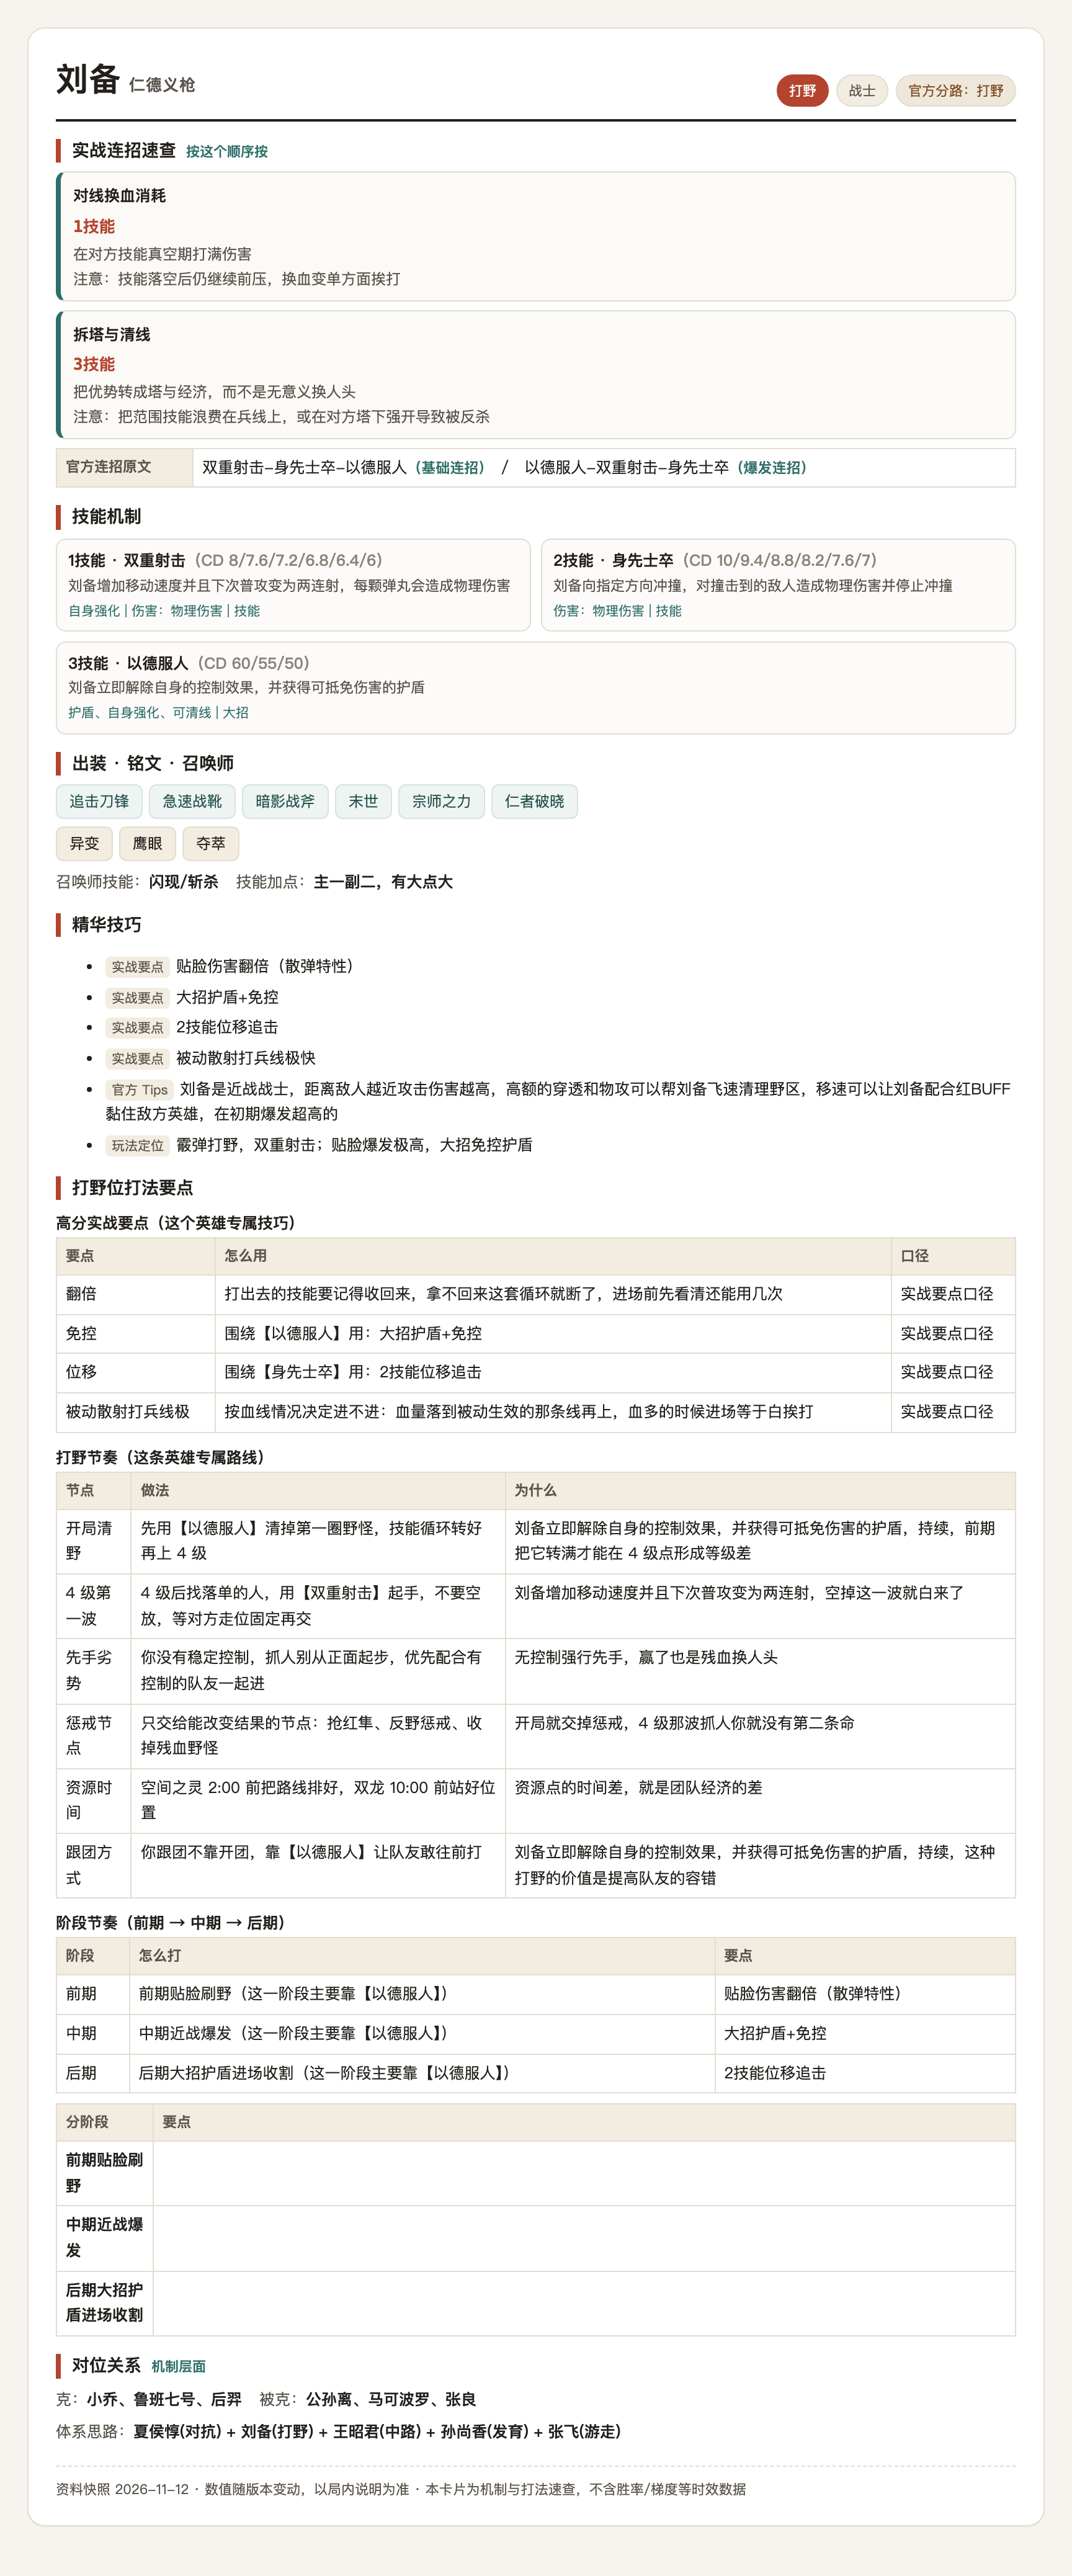 刘备 仁德义枪
打野 战士 官方分路：打野
实战连招速查 按这个顺序按
对线换血消耗
1技能
在对方技能真空期打满伤害
注意：技能落空后仍继续前压，换血变单方面挨打
拆塔与清线
3技能
把优势转成塔与经济，而不是无意义换人头
注意：把范围技能浪费在兵线上，或在对方塔下强开导致被反杀
官方连招原文 双重射击–身先士卒–以德服人（基础连招） / 以德服人–双重射击–身先士卒（爆发连招）
技能机制
1技能 · 双重射击（CD 8/7.6/7.2/6.8/6.4/6）
刘备增加移动速度并且下次普攻变为两连射，每颗弹丸会造成物理伤害
自身强化 | 伤害：物理伤害 | 技能
2技能 · 身先士卒（CD 10/9.4/8.8/8.2/7.6/7）
刘备向指定方向冲撞，对撞击到的敌人造成物理伤害并停止冲撞
伤害：物理伤害 | 技能
3技能 · 以德服人（CD 60/55/50）
刘备立即解除自身的控制效果，并获得可抵免伤害的护盾
护盾、自身强化、可清线 | 大招
出装 · 铭文 · 召唤师
追击刀锋 急速战靴 暗影战斧 末世 宗师之力 仁者破晓
异变 鹰眼 夺萃
召唤师技能：闪现/斩杀 技能加点：主一副二，有大点大
精华技巧
• 实战要点 贴脸伤害翻倍（散弹特性）
• 实战要点 大招护盾+免控
• 实战要点 2技能位移追击
• 实战要点 被动散射打兵线极快
• 官方 Tips 刘备是近战战士，距离敌人越近攻击伤害越高，高额的穿透和物攻可以帮刘备飞速清理野区，移速可以让刘备配合红BUFF
黏住敌方英雄，在初期爆发超高的
• 玩法定位 霰弹打野，双重射击；贴脸爆发极高，大招免控护盾
打野位打法要点
高分实战要点（这个英雄专属技巧）
要点 怎么用 口径
翻倍 打出去的技能要记得收回来，拿不回来这套循环就断了，进场前先看清还能用几次 实战要点口径
免控 围绕【以德服人】用：大招护盾+免控 实战要点口径
位移 围绕【身先士卒】用：2技能位移追击 实战要点口径
被动散射打兵线极 按血线情况决定进不进：血量落到被动生效的那条线再上，血多的时候进场等于白挨打 实战要点口径
打野节奏（这条英雄专属路线）
节点 做法 为什么
开局清
野
先用【以德服人】清掉第一圈野怪，技能循环转好
再上 4 级
刘备立即解除自身的控制效果，并获得可抵免伤害的护盾，持续，前期
把它转满才能在 4 级点形成等级差
4 级第
一波
4 级后找落单的人，用【双重射击】起手，不要空
放，等对方走位固定再交
刘备增加移动速度并且下次普攻变为两连射，空掉这一波就白来了
先手劣
势
你没有稳定控制，抓人别从正面起步，优先配合有
控制的队友一起进
无控制强行先手，赢了也是残血换人头
惩戒节
点
只交给能改变结果的节点：抢红隼、反野惩戒、收
掉残血野怪
开局就交掉惩戒，4 级那波抓人你就没有第二条命
资源时
间
空间之灵 2:00 前把路线排好，双龙 10:00 前站好位
置
资源点的时间差，就是团队经济的差
跟团方
式
你跟团不靠开团，靠【以德服人】让队友敢往前打
刘备立即解除自身的控制效果，并获得可抵免伤害的护盾，持续，这种
打野的价值是提高队友的容错
阶段节奏（前期 → 中期 → 后期）
阶段 怎么打 要点
前期 前期贴脸刷野（这一阶段主要靠【以德服人】） 贴脸伤害翻倍（散弹特性）
中期 中期近战爆发（这一阶段主要靠【以德服人】） 大招护盾+免控
后期 后期大招护盾进场收割（这一阶段主要靠【以德服人】） 2技能位移追击
分阶段 要点
前期贴脸刷
野
中期近战爆
发
后期大招护
盾进场收割
对位关系 机制层面
克：小乔、鲁班七号、后羿 被克：公孙离、马可波罗、张良
体系思路：夏侯惇(对抗) + 刘备(打野) + 王昭君(中路) + 孙尚香(发育) + 张飞(游走)
资料快照 2026–11–12 · 数值随版本变动，以局内说明为准 · 本卡片为机制与打法速查，不含胜率/梯度等时效数据